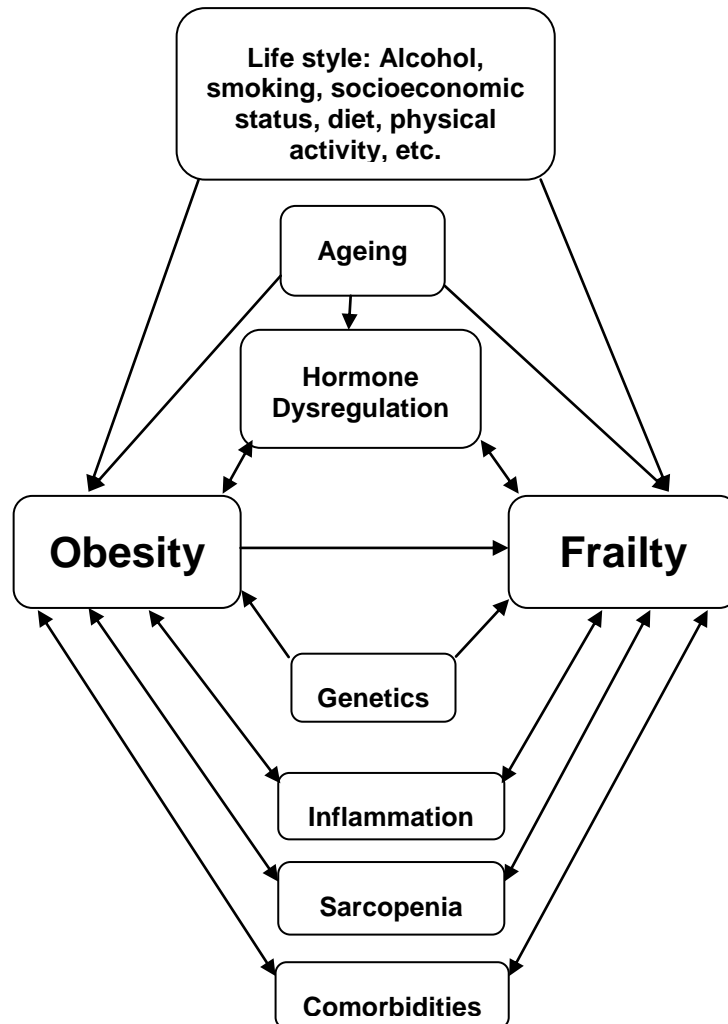 Life style: Alcohol,
smoking, socioeconomic
status, diet, physical
activity, etc.
Ageing
Hormone
Dysregulation
Obesity
Frailty
Genetics
Inflammation
Sarcopenia
Comorbidities